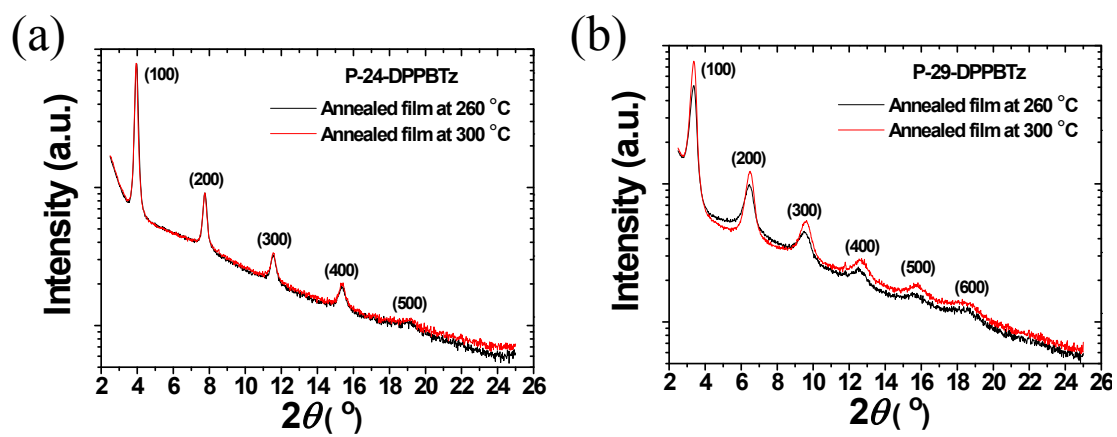 (a)
P-24-DPPBTz
Annealed film at 260 °C
Annealed film at 300 °C
(100)
(200)
(300)
(400)
(500)
Intensity (a.u.)
2 4 6 8 10 12 14 16 18 20 22 24 26
2θ( °)
(b)
P-29-DPPBTz
Annealed film at 260 °C
Annealed film at 300 °C
(100)
(200)
(300)
(400)
(500)
(600)
Intensity (a.u.)
2 4 6 8 10 12 14 16 18 20 22 24 26
2θ( °)